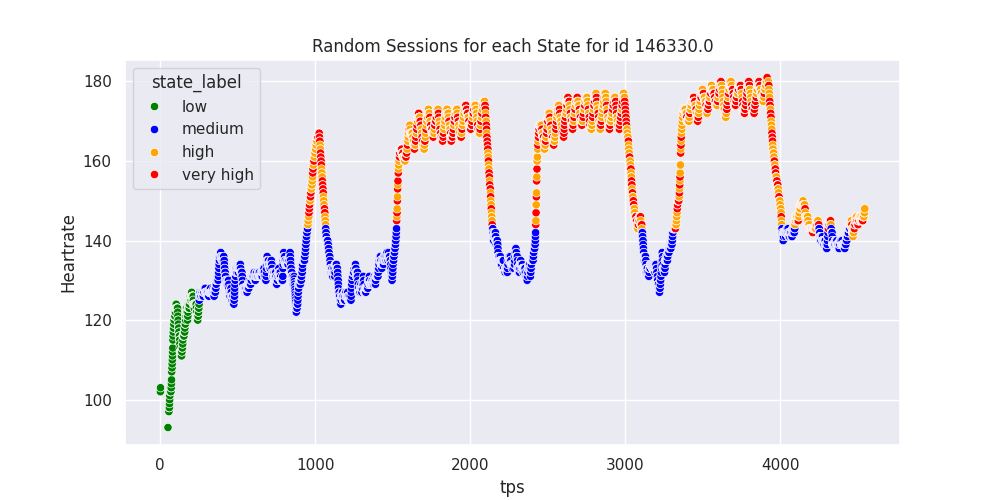 Random Sessions for each State for id 146330.0
state_label
low
medium
high
very high
Heartrate
180
160
140
120
100
0 1000 2000 3000 4000
tps